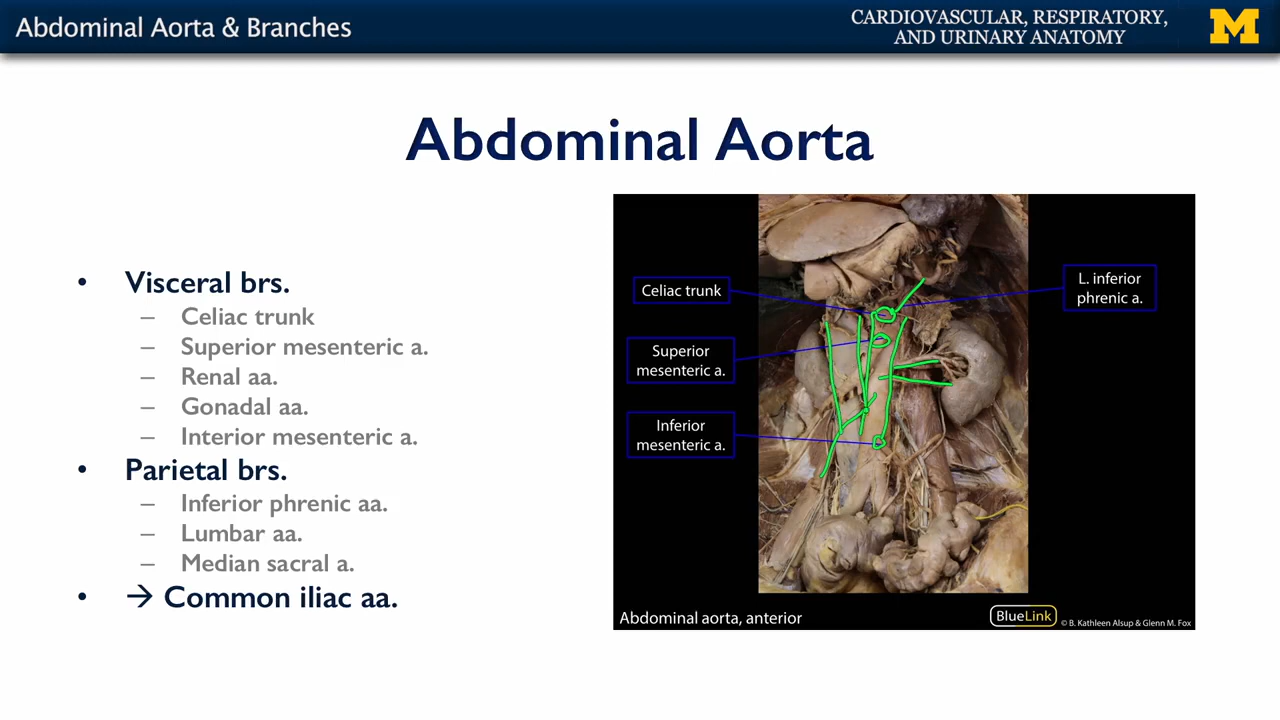 Abdominal Aorta & Branches
CARDIOVASCULAR, RESPIRATORY,
AND URINARY ANATOMY
M
Abdominal Aorta
• Visceral brs.
– Celiac trunk
– Superior mesenteric a.
– Renal aa.
– Gonadal aa.
– Interior mesenteric a.
• Parietal brs.
– Inferior phrenic aa.
– Lumbar aa.
– Median sacral a.
• → Common iliac aa.
Celiac trunk
Superior
mesenteric a.
Inferior
mesenteric a.
L. inferior
phrenic a.
Abdominal aorta, anterior
BlueLink
© B. Kathleen Alsup & Glenn M. Fox